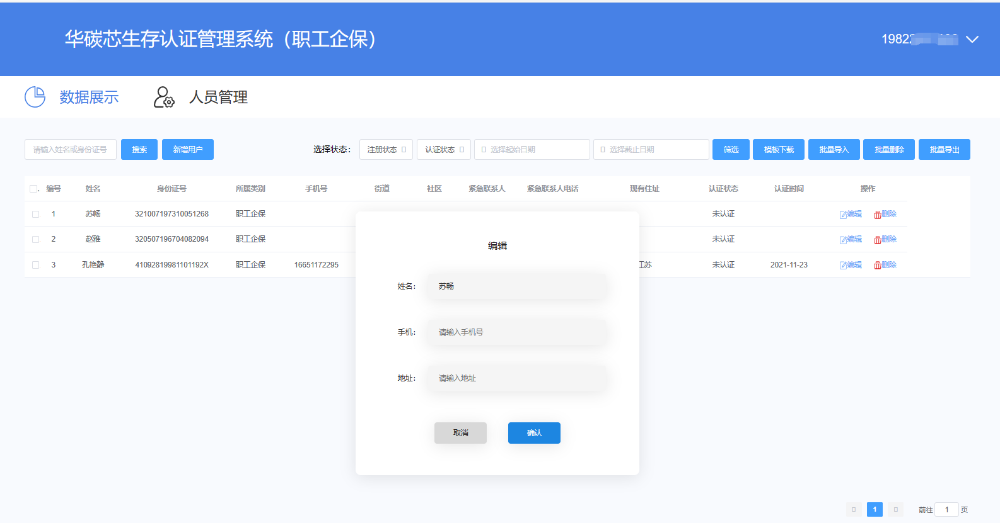 华碳芯生存认证管理系统（职工企保）
19822
数据展示 人员管理
请输入姓名或身份证号 搜索 新增用户 选择状态： 注册状态 认证状态 选择起始日期 选择截止日期 筛选 模板下载 批量导入 批量删除 批量导出
编号 姓名 身份证号 所属类别 手机号 街道 社区 紧急联系人 紧急联系人电话 现有住址 认证状态 认证时间 操作
1 苏畅 321007197310051268 职工企保 未认证 编辑 删除
2 赵雅 320507196704082094 职工企保 未认证 编辑 删除
3 孔艳静 41092819981101192X 职工企保 16651172295 江苏 未认证 2021-11-23 编辑 删除
编辑
姓名： 苏畅
手机： 请输入手机号
地址： 请输入地址
取消 确认
1 前往 1 页